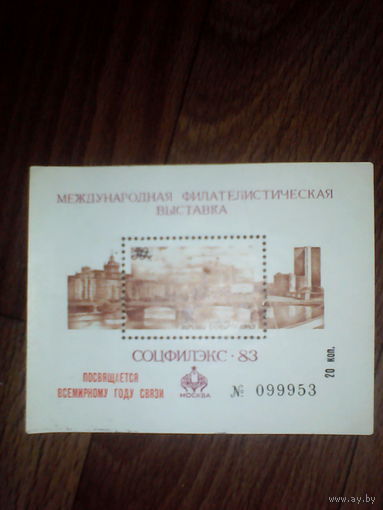 МЕЖДУНАРОДНАЯ ФИЛАТЕЛИСТИЧЕСКАЯ
ВЫСТАВКА
СОЦФИЛЭКС · 83
ПОСВЯЩАЕТСЯ
ВСЕМИРНОМУ ГОДУ СВЯЗИ
МОСКВА
№ 099953
20 коп.
www.ay.by